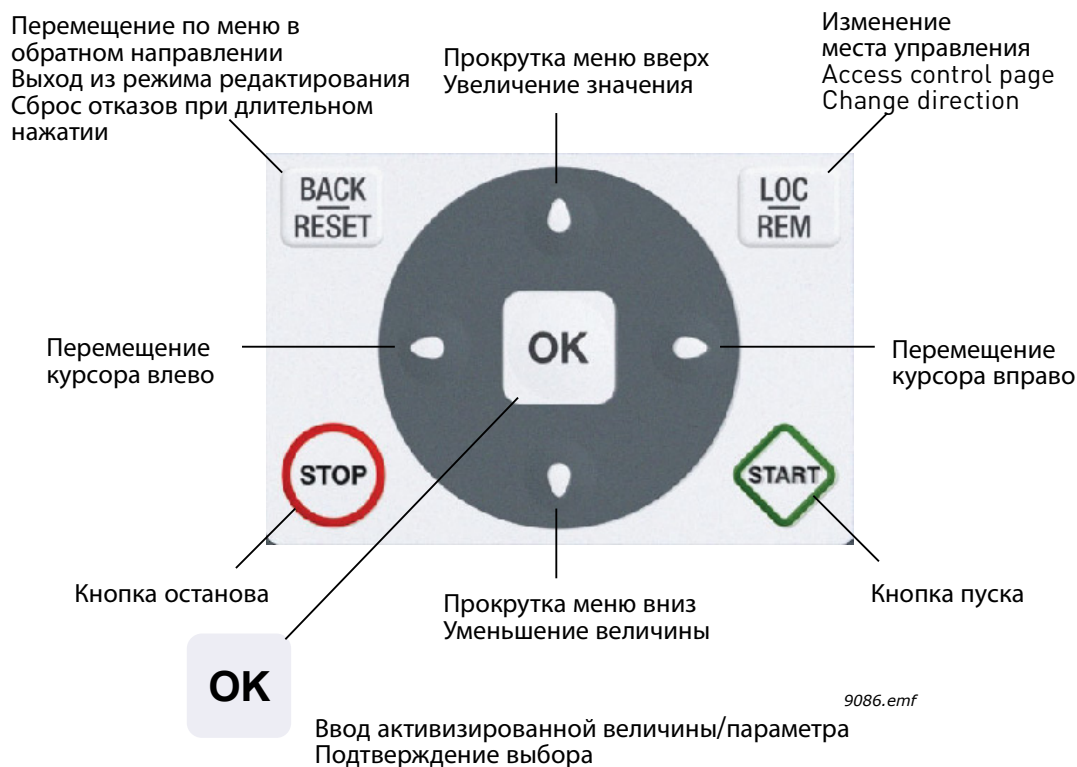 Перемещение по меню в
обратном направлении
Выход из режима редактирования
Сброс отказов при длительном
нажатии
Прокрутка меню вверх
Увеличение значения
Изменение
места управления
Access control page
Change direction
BACK
RESET
LOC
REM
Перемещение
курсора влево
OK
Перемещение
курсора вправо
STOP
START
Кнопка останова
Прокрутка меню вниз
Уменьшение величины
Кнопка пуска
OK
9086.emf
Ввод активизированной величины/параметра
Подтверждение выбора